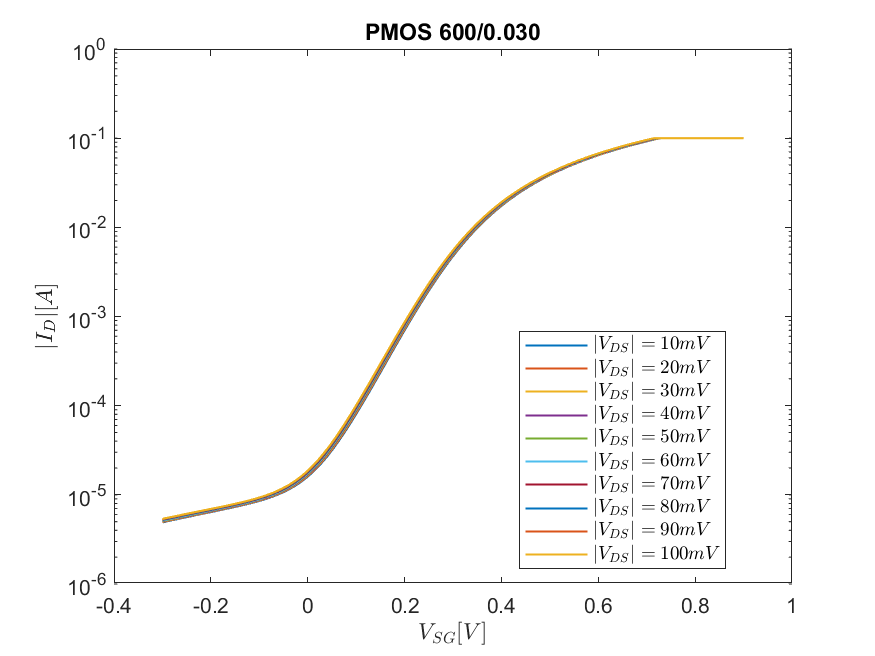 PMOS 600/0.030
10^0
10^-1
10^-2
10^-3
10^-4
10^-5
10^-6
|I_D|[A]
|V_DS| = 10mV
|V_DS| = 20mV
|V_DS| = 30mV
|V_DS| = 40mV
|V_DS| = 50mV
|V_DS| = 60mV
|V_DS| = 70mV
|V_DS| = 80mV
|V_DS| = 90mV
|V_DS| = 100mV
-0.4 -0.2 0 0.2 0.4 0.6 0.8 1
V_SG[V]